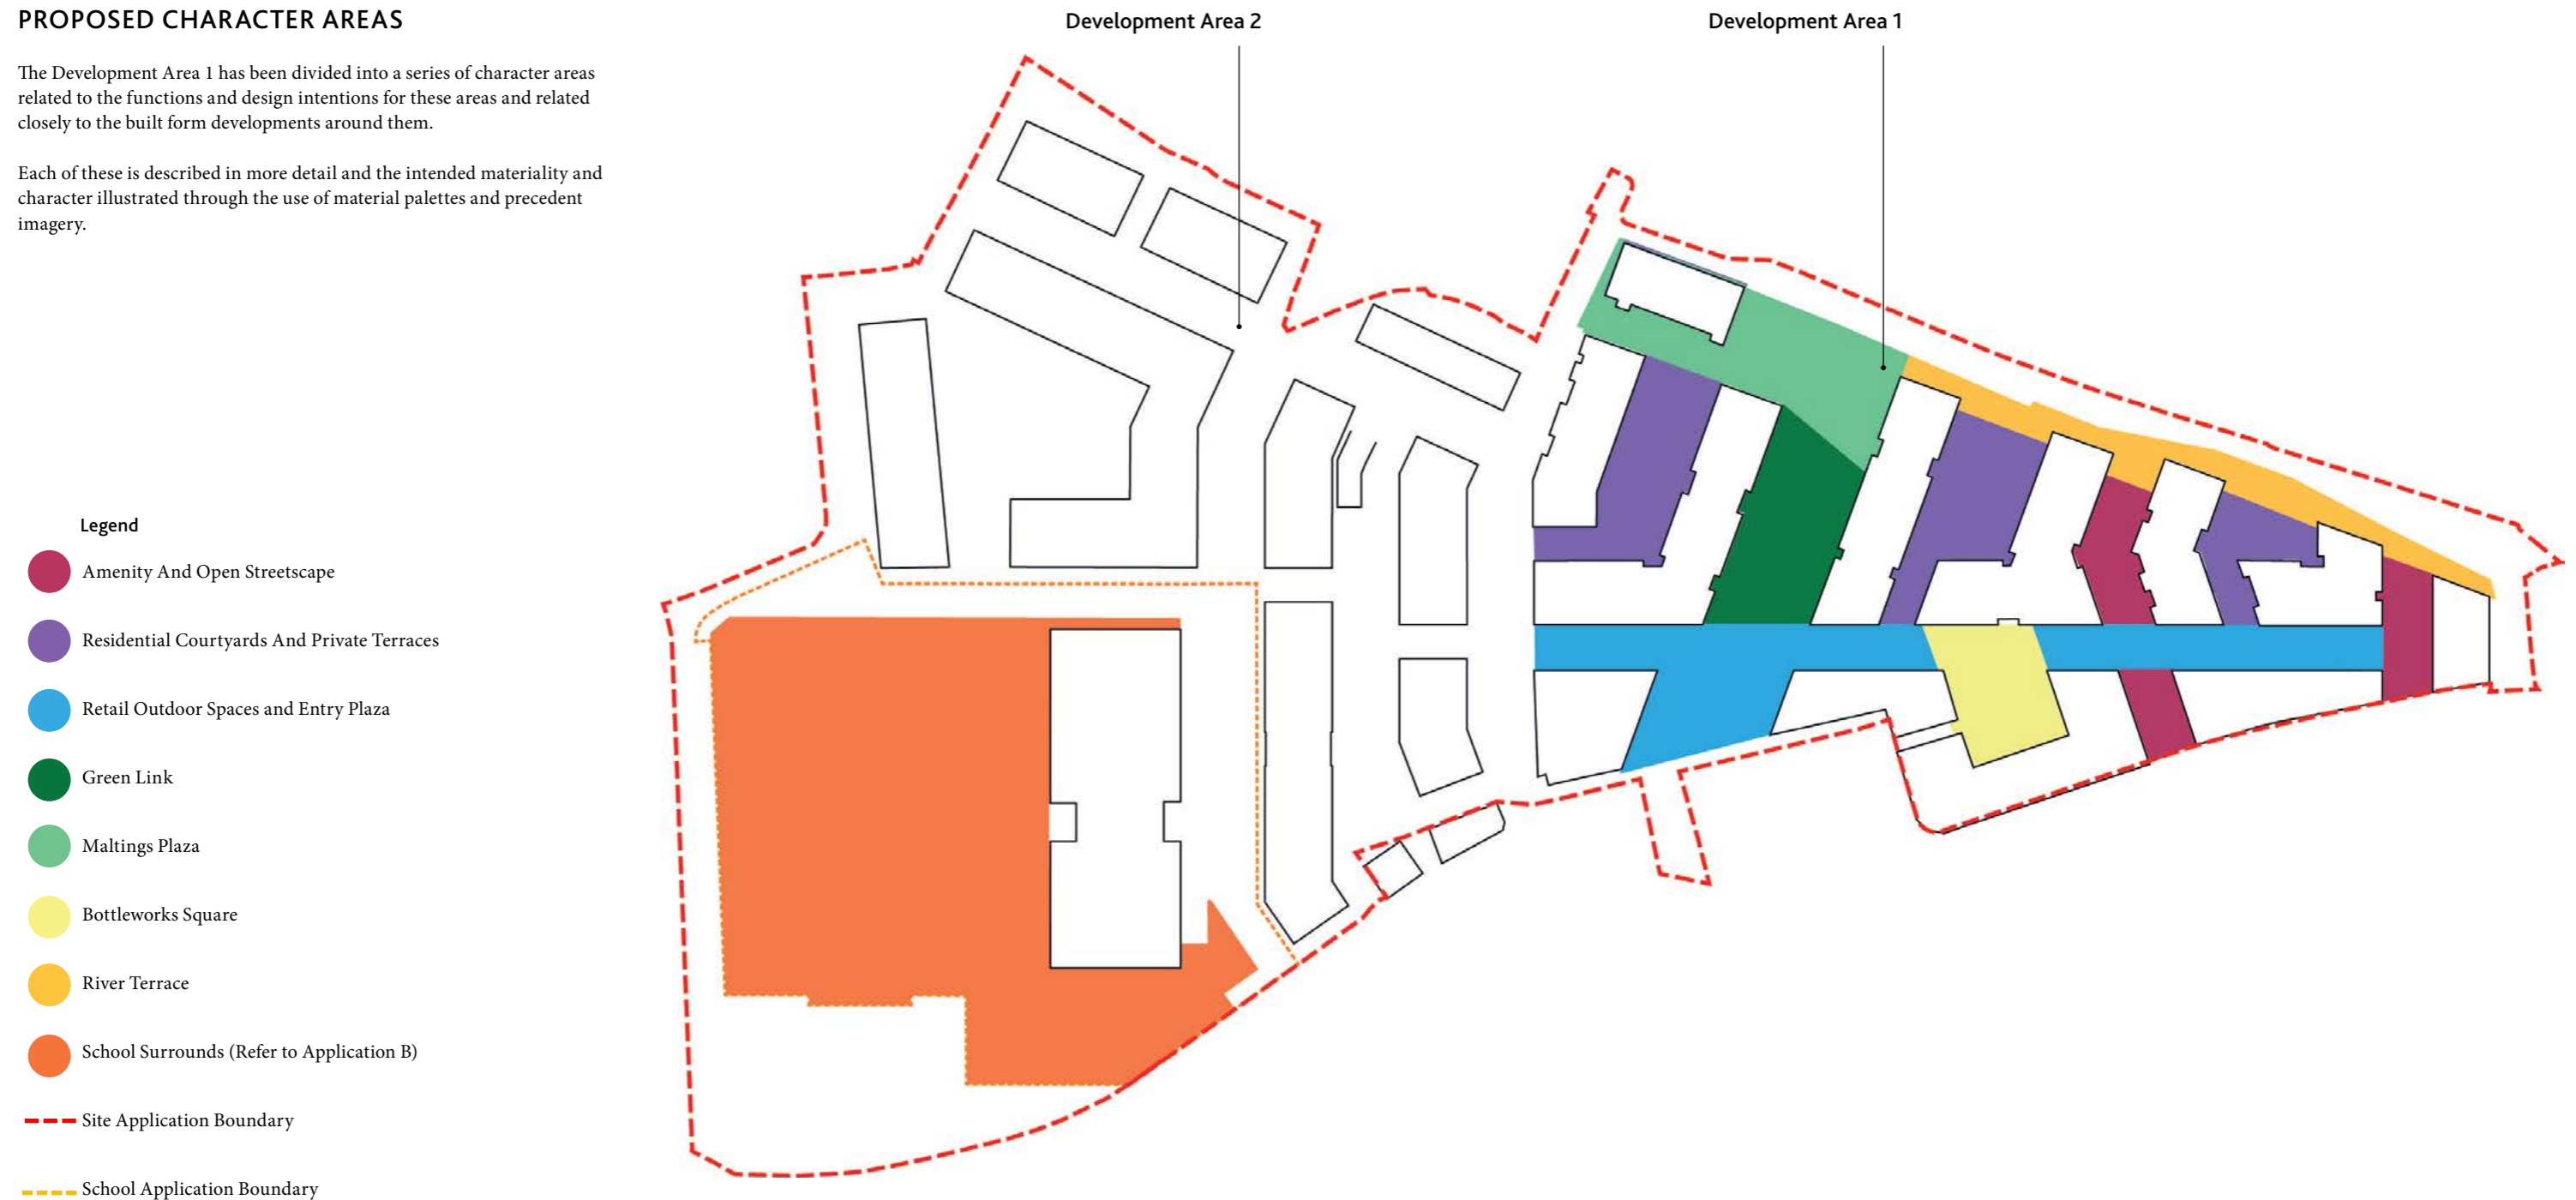 PROPOSED CHARACTER AREAS
The Development Area 1 has been divided into a series of character areas
related to the functions and design intentions for these areas and related
closely to the built form developments around them.
Each of these is described in more detail and the intended materiality and
character illustrated through the use of material palettes and precedent
imagery.
Development Area 2
Development Area 1
Legend
Amenity And Open Streetscape
Residential Courtyards And Private Terraces
Retail Outdoor Spaces and Entry Plaza
Green Link
Maltings Plaza
Bottleworks Square
River Terrace
School Surrounds (Refer to Application B)
Site Application Boundary
School Application Boundary